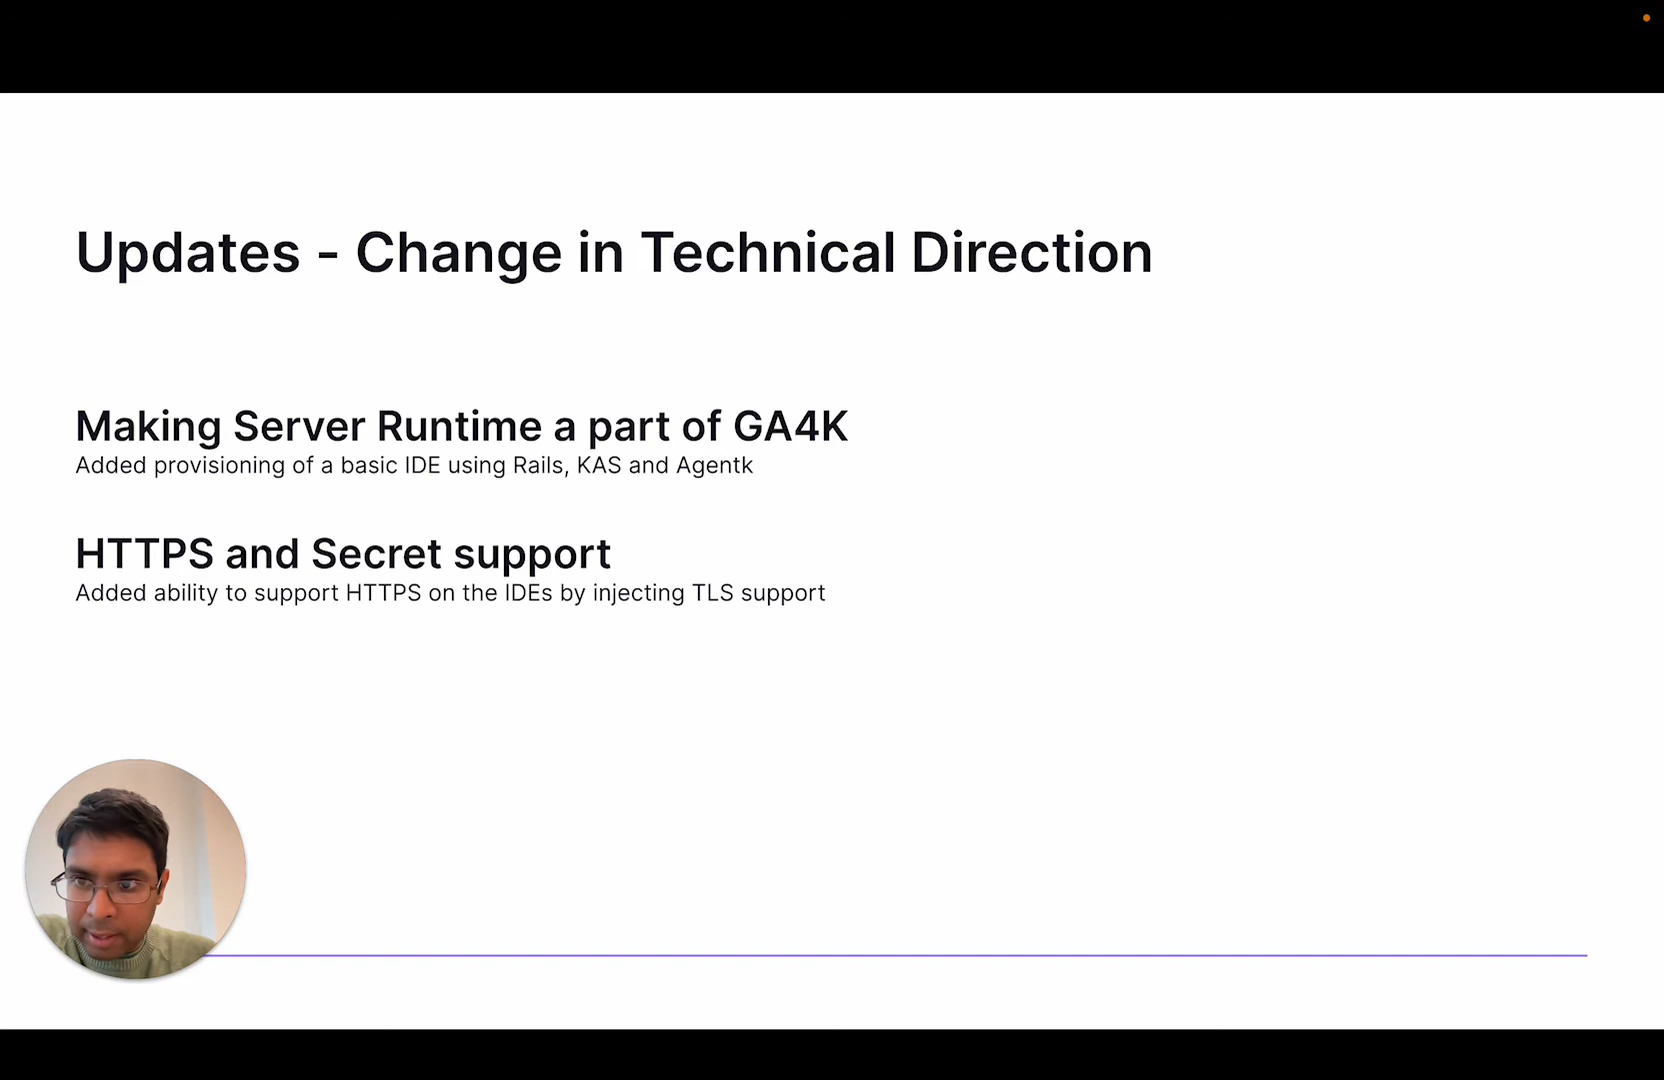 Updates - Change in Technical Direction
Making Server Runtime a part of GA4K
Added provisioning of a basic IDE using Rails, KAS and Agentk
HTTPS and Secret support
Added ability to support HTTPS on the IDEs by injecting TLS support